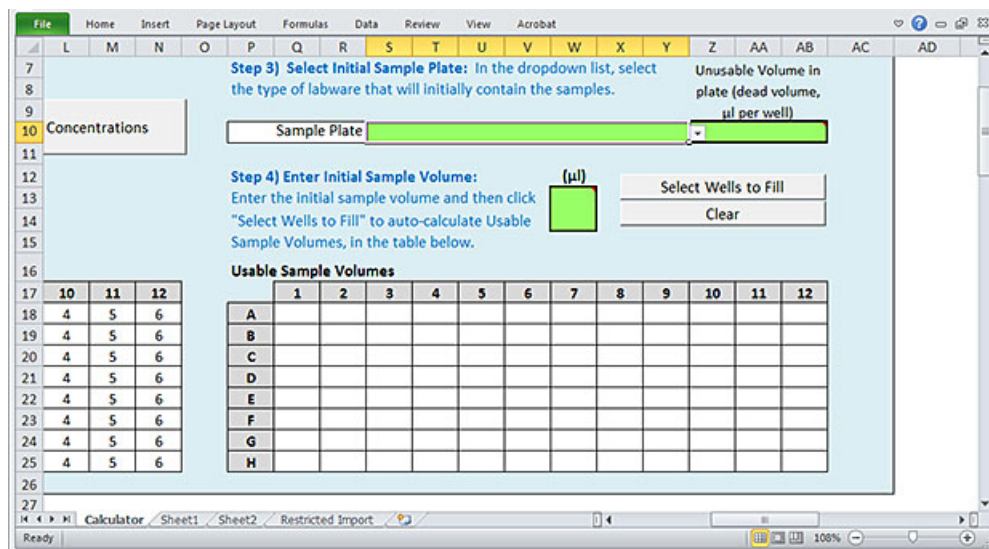 File Home Insert Page Layout Formulas Data Review View Acrobat
L M N O P Q R S T U V W X Y Z AA AB AC AD
7 Step 3) Select Initial Sample Plate: In the dropdown list, select Unusable Volume in
8 the type of labware that will initially contain the samples. plate (dead volume,
9 µl per well)
10 Concentrations Sample Plate
11
12 Step 4) Enter Initial Sample Volume: (µl)
13 Enter the initial sample volume and then click Select Wells to Fill
14 "Select Wells to Fill" to auto-calculate Usable Clear
15 Sample Volumes, in the table below.
16 Usable Sample Volumes
17 10 11 12 1 2 3 4 5 6 7 8 9 10 11 12
18 4 5 6 A
19 4 5 6 B
20 4 5 6 C
21 4 5 6 D
22 4 5 6 E
23 4 5 6 F
24 4 5 6 G
25 4 5 6 H
26
27
Calculator Sheet1 Sheet2 Restricted Import
Ready 108%